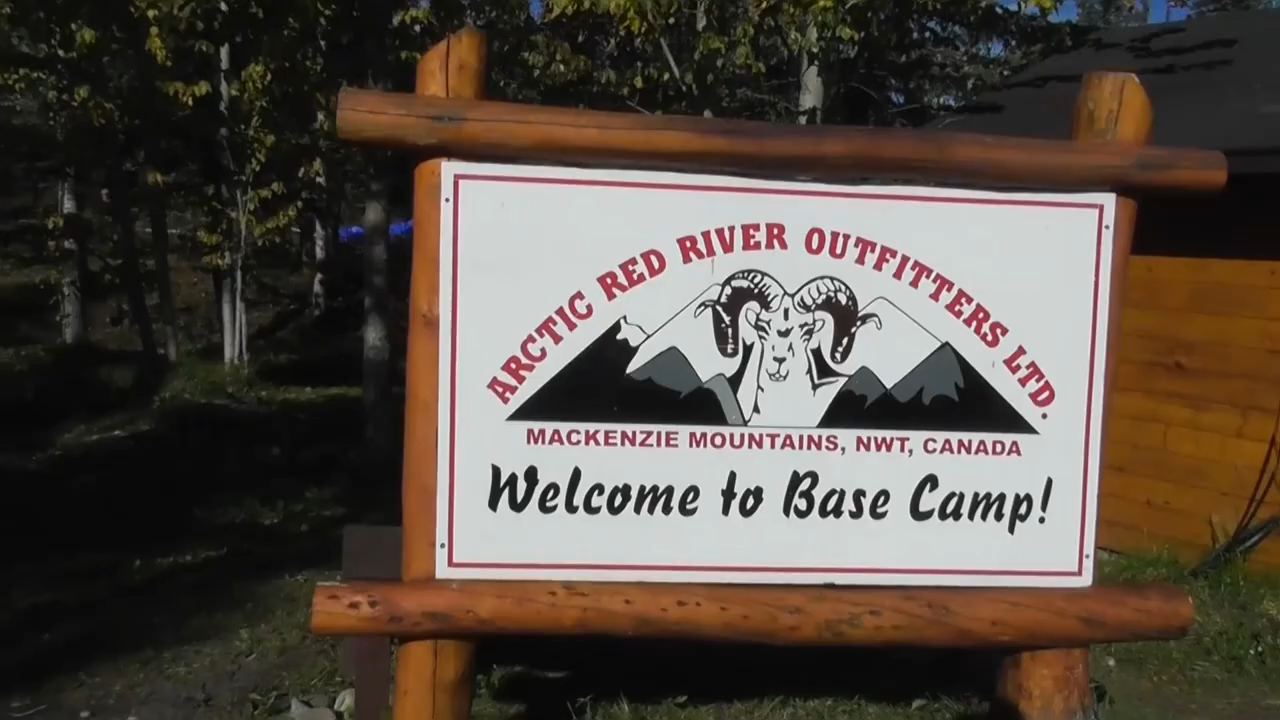 ARCTIC RED RIVER OUTFITTERS LTD.
MACKENZIE MOUNTAINS, NWT, CANADA
Welcome to Base Camp!